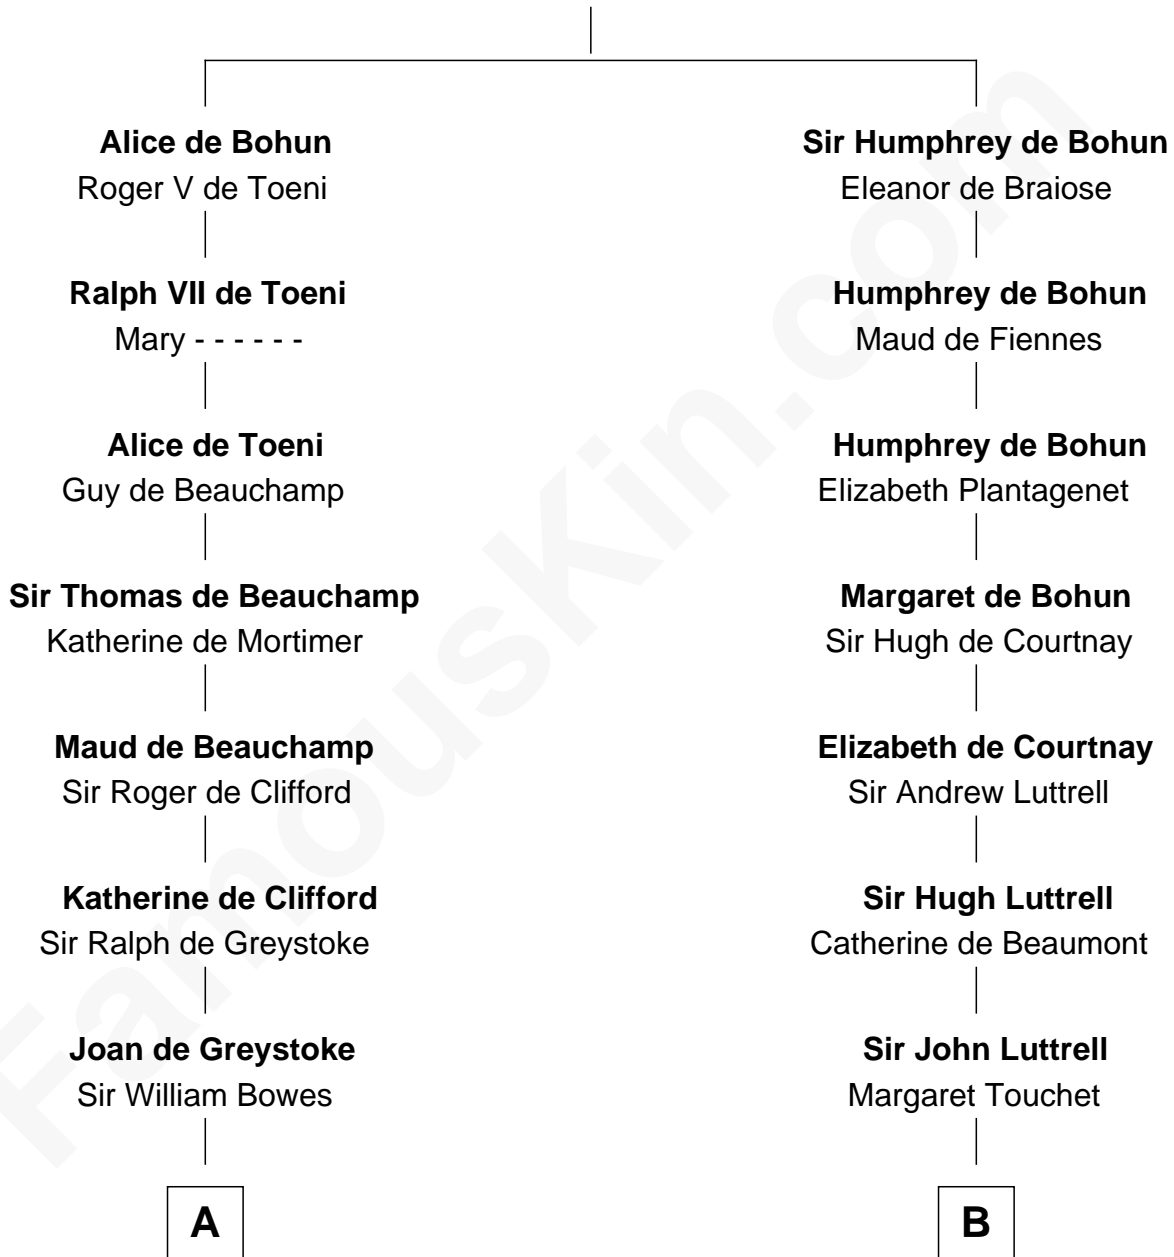 Alice de Bohun
Roger V de Toeni
Ralph VII de Toeni
Mary - - - - - -
Alice de Toeni
Guy de Beauchamp
Sir Thomas de Beauchamp
Katherine de Mortimer
Maud de Beauchamp
Sir Roger de Clifford
Katherine de Clifford
Sir Ralph de Greystoke
Joan de Greystoke
Sir William Bowes
A
Sir Humphrey de Bohun
Eleanor de Braiose
Humphrey de Bohun
Maud de Fiennes
Humphrey de Bohun
Elizabeth Plantagenet
Margaret de Bohun
Sir Hugh de Courtnay
Elizabeth de Courtnay
Sir Andrew Luttrell
Sir Hugh Luttrell
Catherine de Beaumont
Sir John Luttrell
Margaret Touchet
B
FamousKin.com